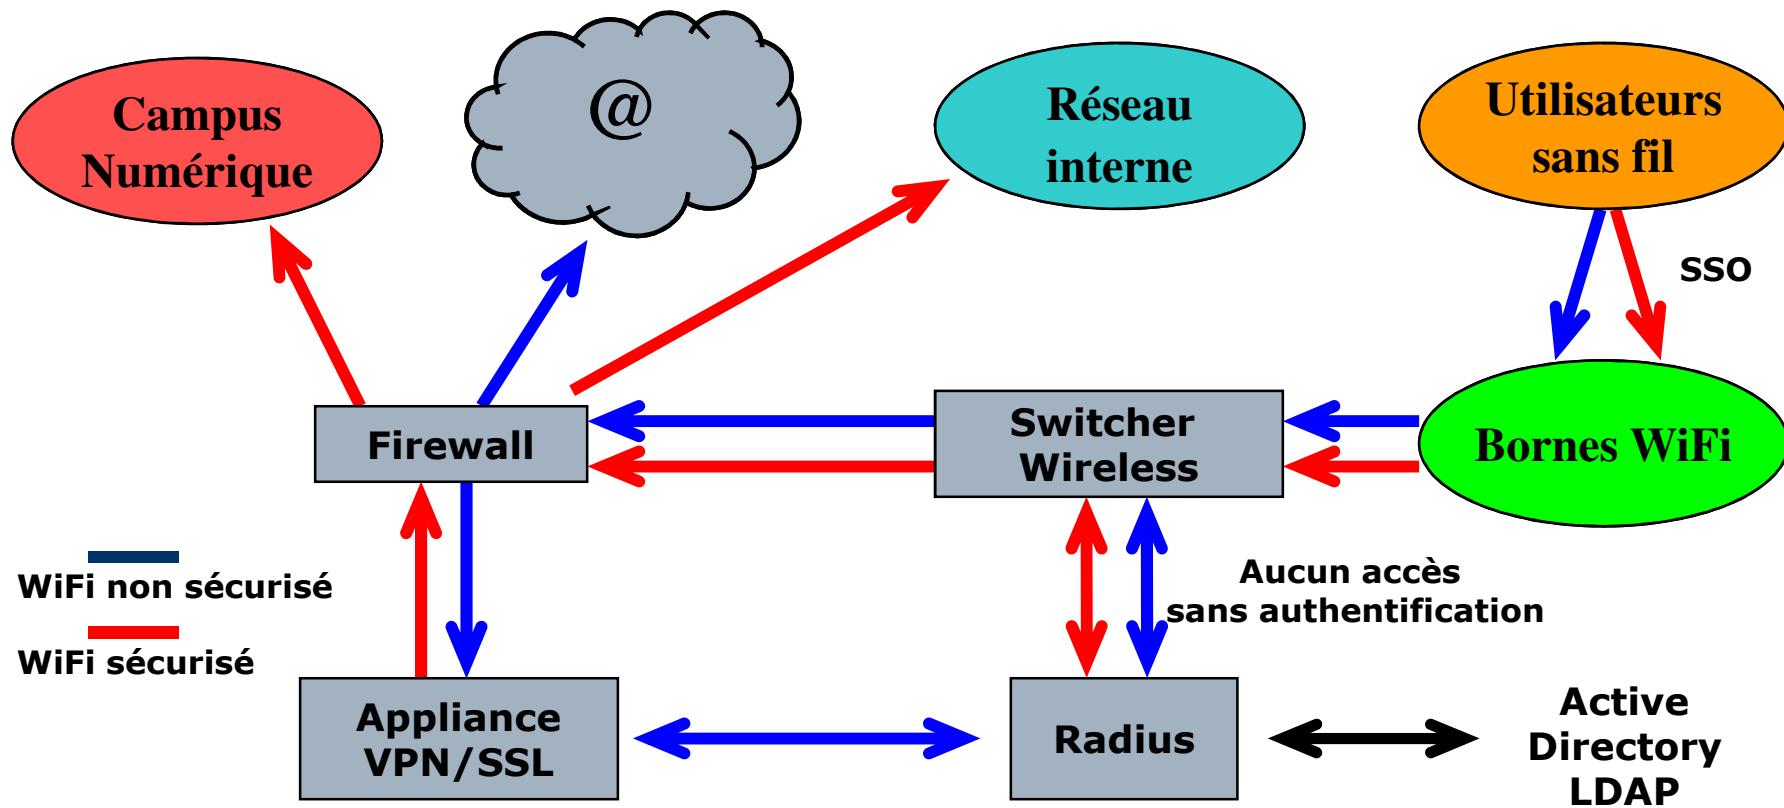 Campus
Numérique
@
Réseau
interne
Utilisateurs
sans fil
SSO
Firewall
Switcher
Wireless
Bornes WiFi
WiFi non sécurisé
WiFi sécurisé
Aucun accès
sans authentification
Appliance
VPN/SSL
Radius
Active
Directory
LDAP